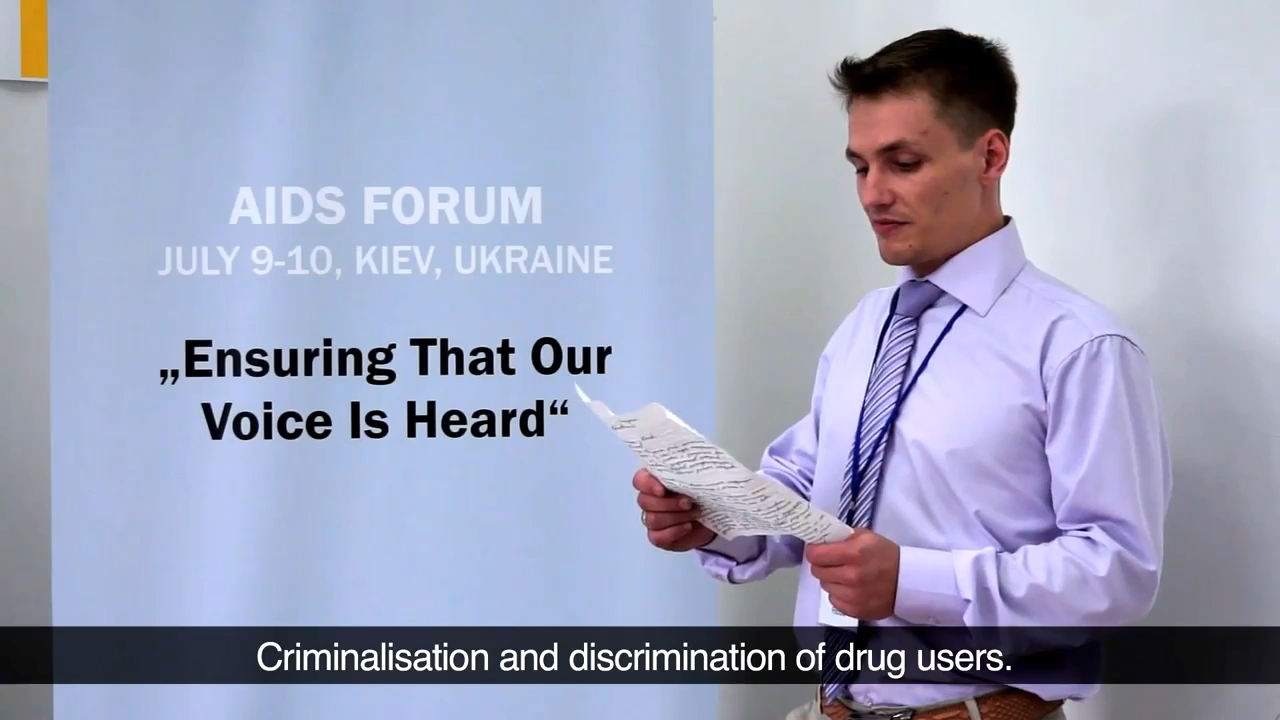 AIDS FORUM
JULY 9-10, KIEV, UKRAINE
„Ensuring That Our
Voice Is Heard“
Criminalisation and discrimination of drug users.